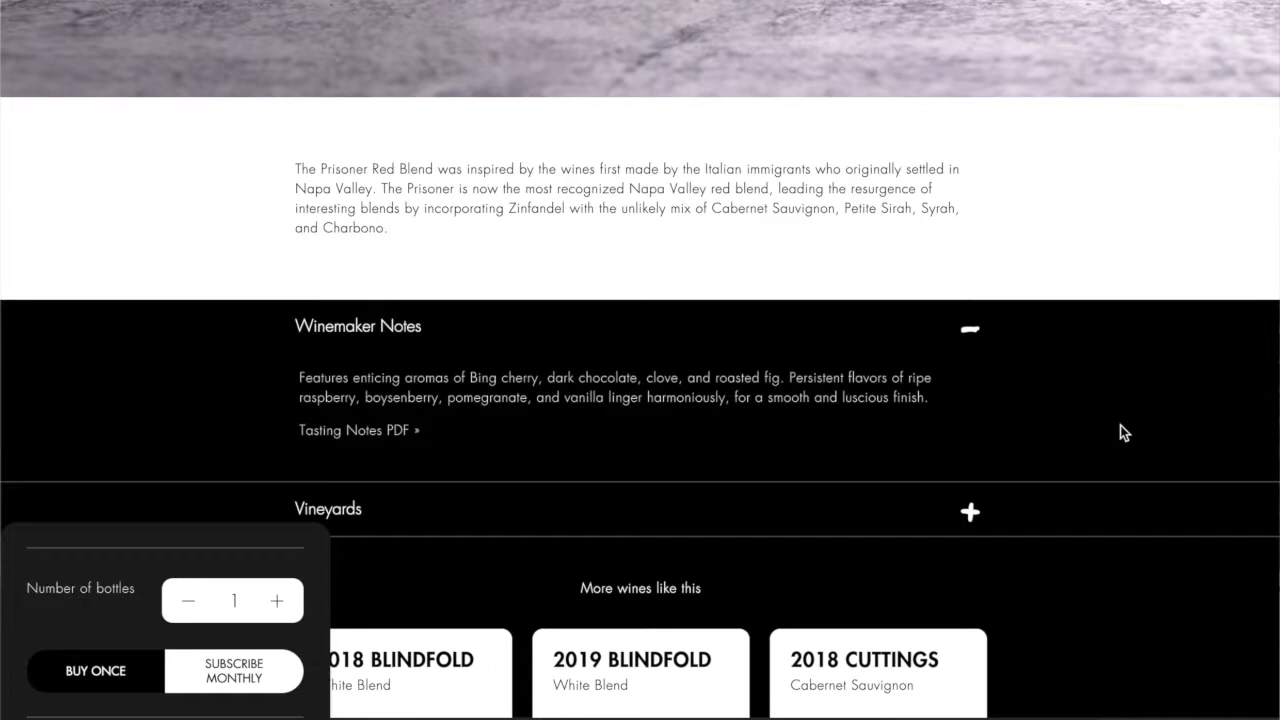 The Prisoner Red Blend was inspired by the wines first made by the Italian immigrants who originally settled in
Napa Valley. The Prisoner is now the most recognized Napa Valley red blend, leading the resurgence of
interesting blends by incorporating Zinfandel with the unlikely mix of Cabernet Sauvignon, Petite Sirah, Syrah,
and Charbono.
Winemaker Notes
Features enticing aromas of Bing cherry, dark chocolate, clove, and roasted fig. Persistent flavors of ripe
raspberry, boysenberry, pomegranate, and vanilla linger harmoniously, for a smooth and luscious finish.
Tasting Notes PDF »
Vineyards
Number of bottles
1
BUY ONCE
SUBSCRIBE
MONTHLY
More wines like this
018 BLINDFOLD
hite Blend
2019 BLINDFOLD
White Blend
2018 CUTTINGS
Cabernet Sauvignon